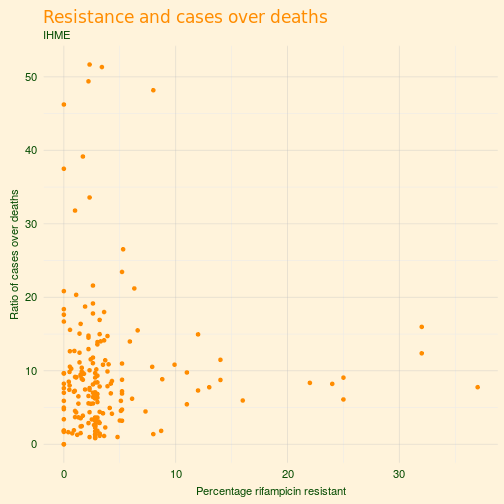 Resistance and cases over deaths
IHME
50
40
30
20
10
0
Ratio of cases over deaths
0 10 20 30
Percentage rifampicin resistant